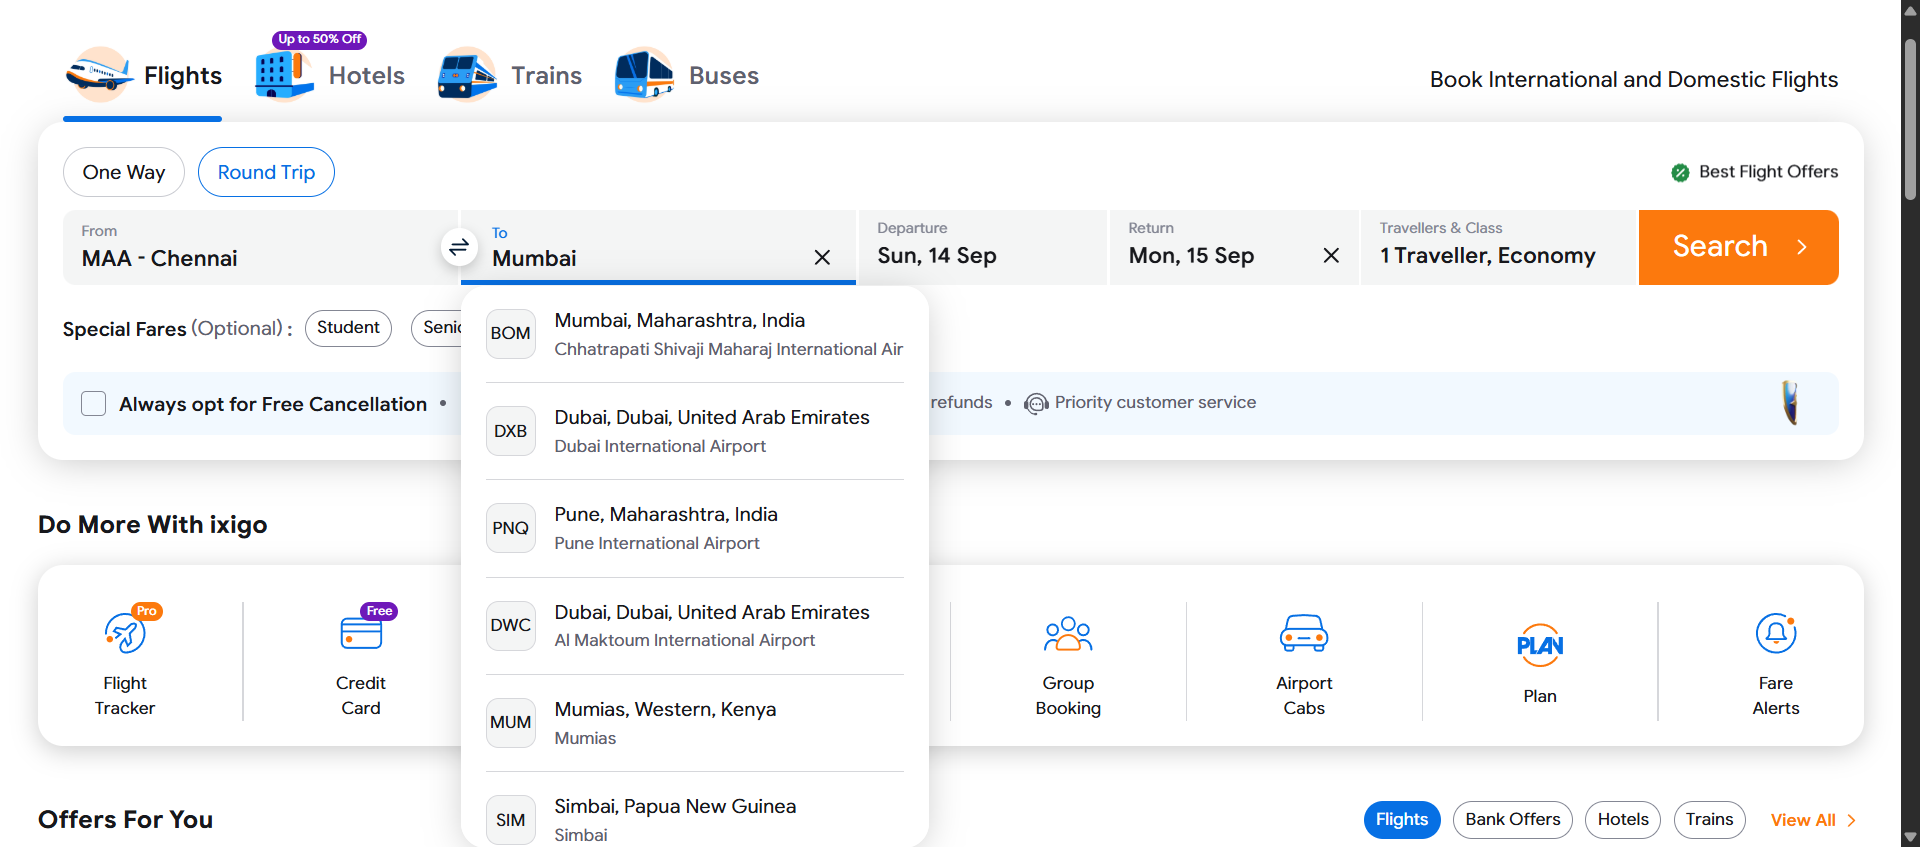 Up to 50% Off
Flights
Hotels
Trains
Buses
Book International and Domestic Flights
One Way
Round Trip
Best Flight Offers
From
MAA - Chennai
To
Mumbai
Departure
Sun, 14 Sep
Return
Mon, 15 Sep
Travellers & Class
1 Traveller, Economy
Search
Special Fares (Optional) :
Student
BOM
Mumbai, Maharashtra, India
Chhatrapati Shivaji Maharaj International Air
Always opt for Free Cancellation •
refunds • Priority customer service
DXB
Dubai, Dubai, United Arab Emirates
Dubai International Airport
PNQ
Pune, Maharashtra, India
Pune International Airport
DWC
Dubai, Dubai, United Arab Emirates
Al Maktoum International Airport
MUM
Mumias, Western, Kenya
Mumias
SIM
Simbai, Papua New Guinea
Simbai
Do More With ixigo
Pro
Flight
Tracker
Free
Credit
Card
Group
Booking
Airport
Cabs
PLAN
Plan
Fare
Alerts
Offers For You
Flights
Bank Offers
Hotels
Trains
View All